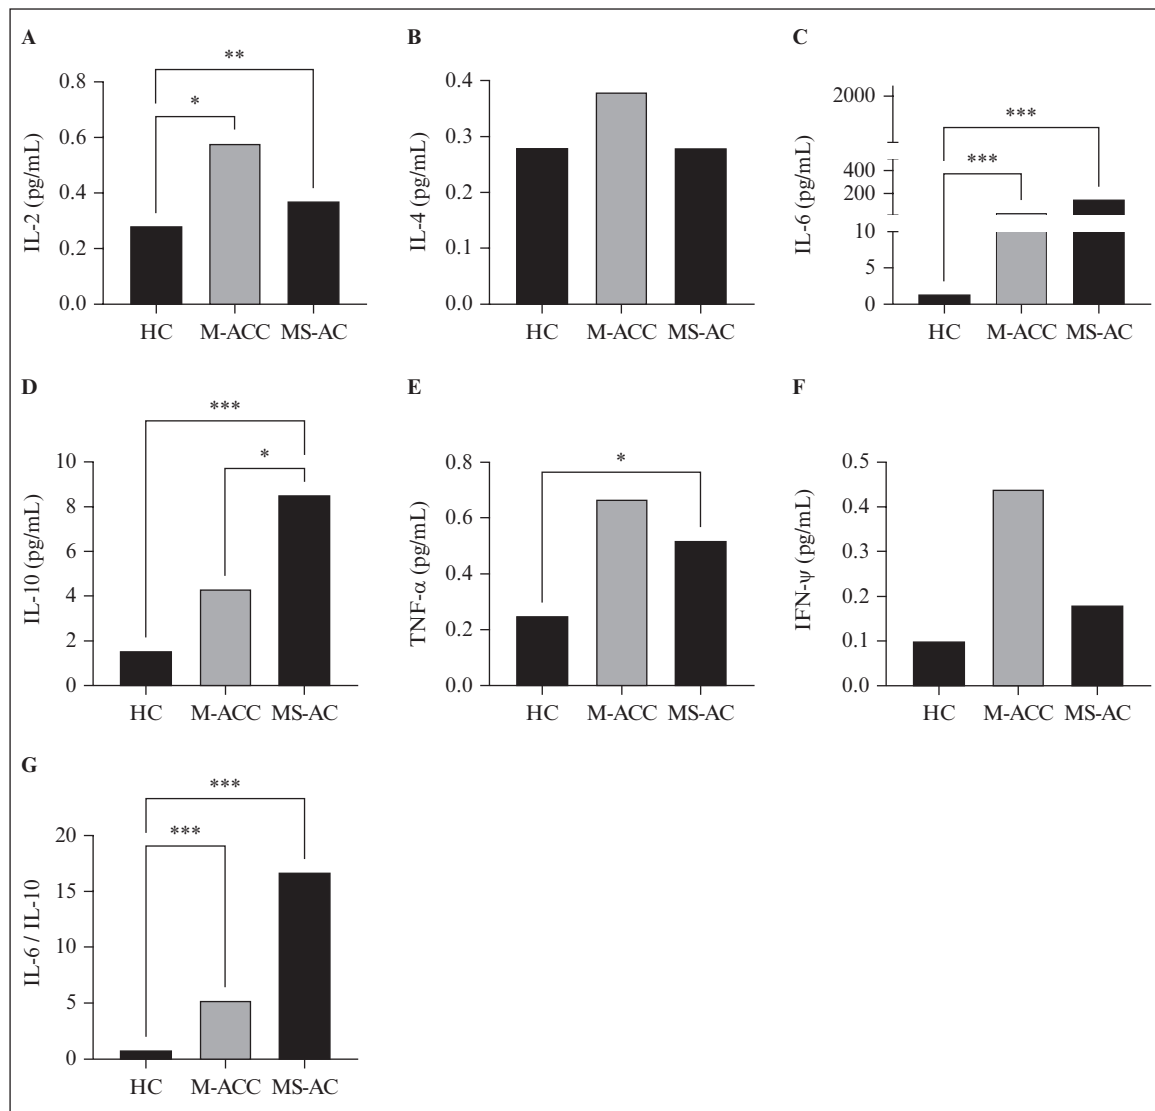 A
IL-2 (pg/mL)
0.8
0.6
0.4
0.2
0.0
**
*
HC M-ACC MS-AC
B
IL-4 (pg/mL)
0.4
0.3
0.2
0.1
0.0
HC M-ACC MS-AC
C
IL-6 (pg/mL)
2000
400
200
10
5
0
***
***
HC M-ACC MS-AC
D
IL-10 (pg/mL)
10
8
6
4
2
0
***
*
HC M-ACC MS-AC
E
TNF-α (pg/mL)
0.8
0.6
0.4
0.2
0.0
*
HC M-ACC MS-AC
F
IFN-ψ (pg/mL)
0.5
0.4
0.3
0.2
0.1
0.0
HC M-ACC MS-AC
G
IL-6 / IL-10
20
15
10
5
0
***
***
HC M-ACC MS-AC